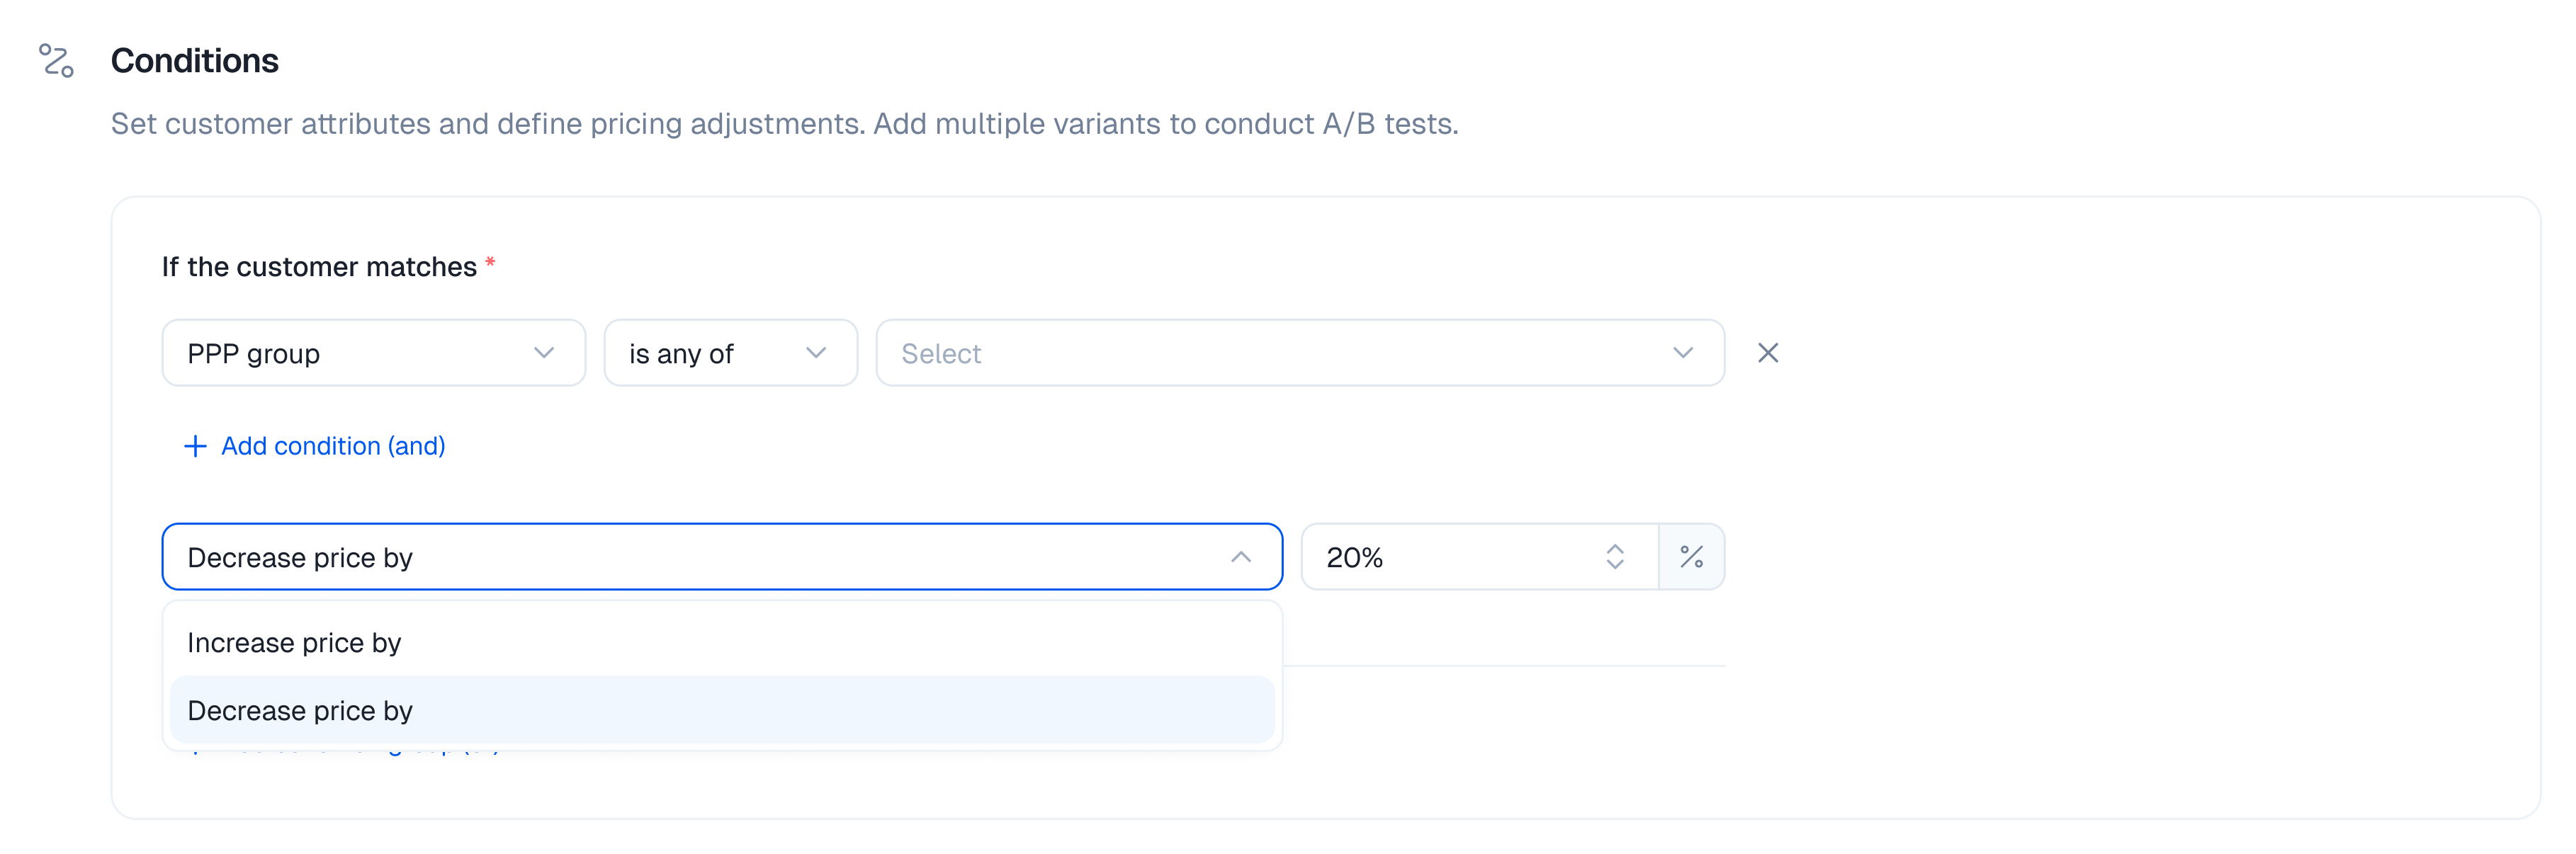 Conditions
Set customer attributes and define pricing adjustments. Add multiple variants to conduct A/B tests.
If the customer matches *
PPP group
is any of
Select
Add condition (and)
Decrease price by
20%
%
Increase price by
Decrease price by